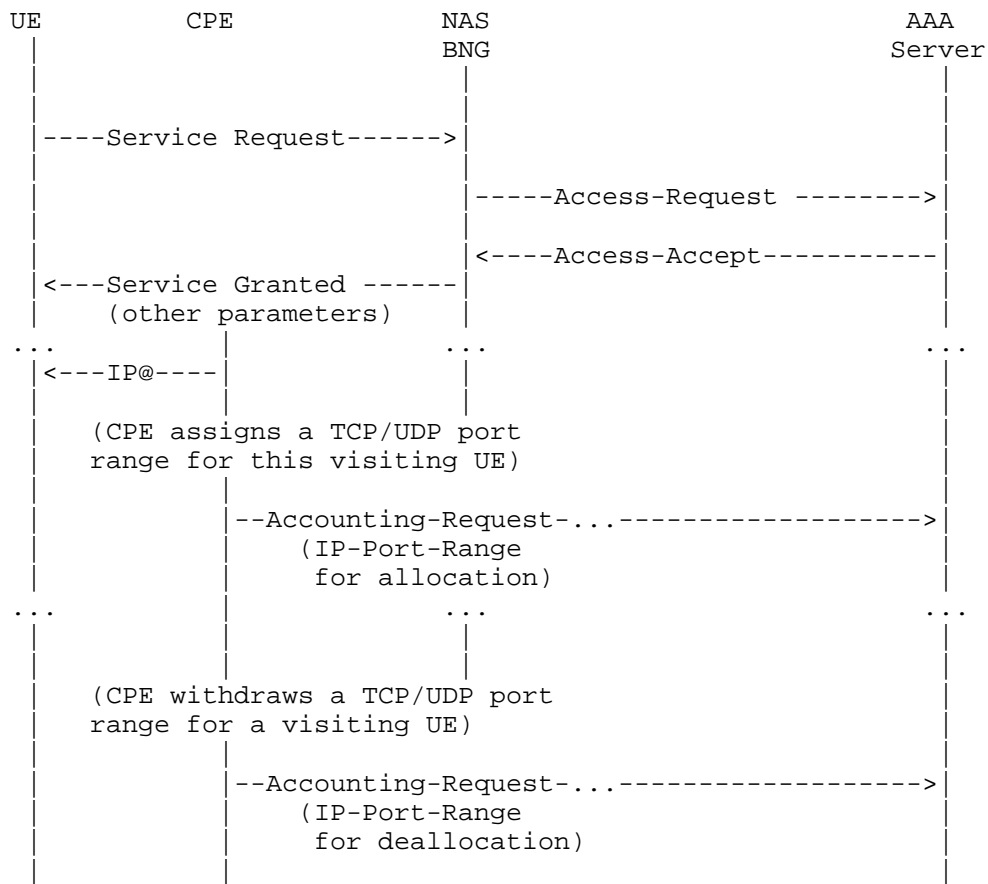 UE CPE NAS AAA
BNG Server
----Service Request------>
-----Access-Request -------->
<----Access-Accept-----------
<---Service Granted ------
(other parameters)
... ... ...
<---IP@----
(CPE assigns a TCP/UDP port
range for this visiting UE)
--Accounting-Request-...------------------->
(IP-Port-Range
for allocation)
... ... ...
(CPE withdraws a TCP/UDP port
range for a visiting UE)
--Accounting-Request-...------------------->
(IP-Port-Range
for deallocation)